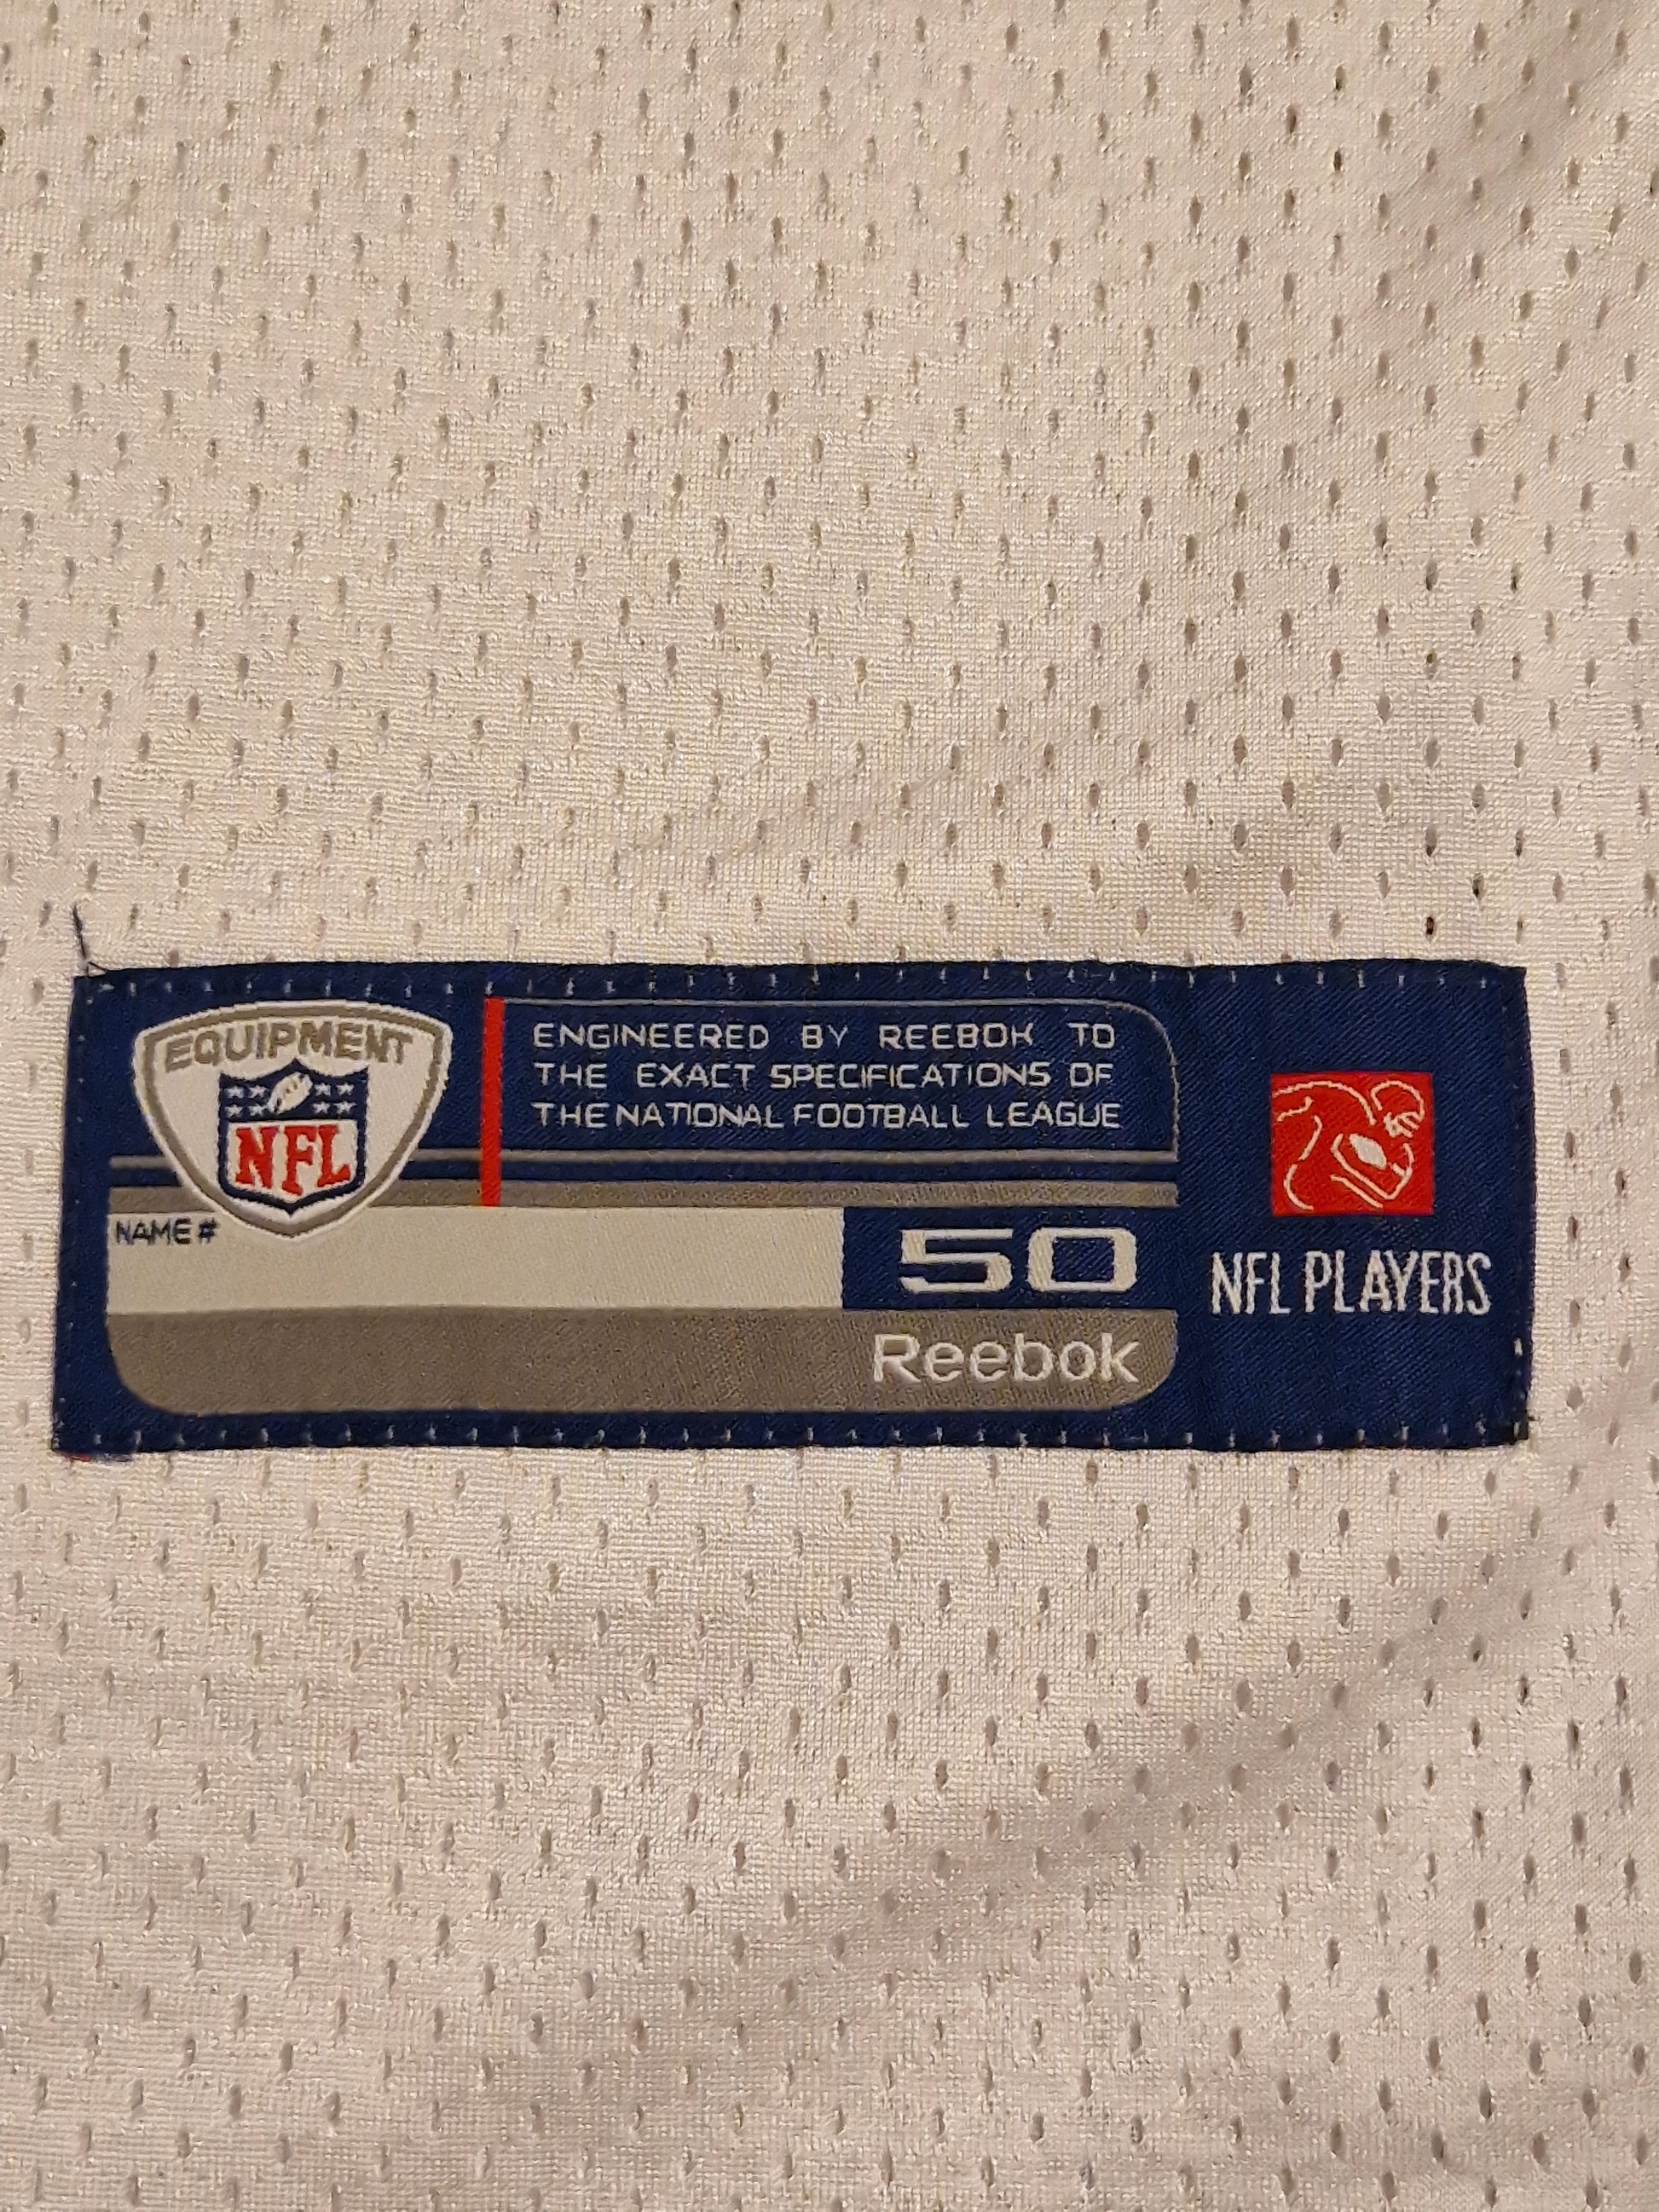 EQUIPMENT
NFL
ENGINEERED BY REEBOK TO
THE EXACT SPECIFICATIONS OF
THE NATIONAL FOOTBALL LEAGUE
NAME #
50
Reebok
NFL PLAYERS